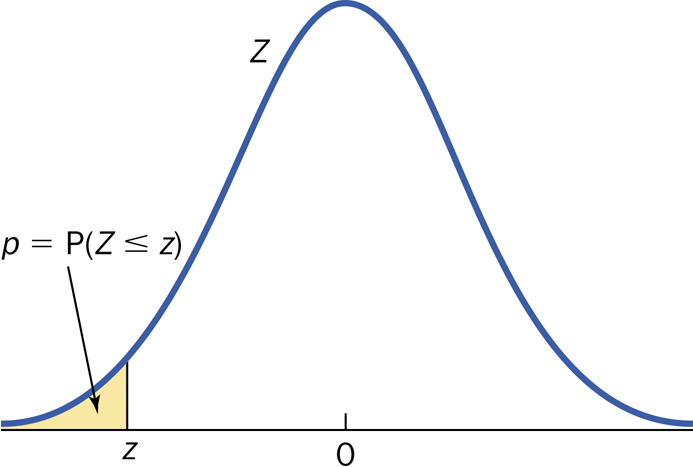 Z
p = P(Z ≤ z)
z
0